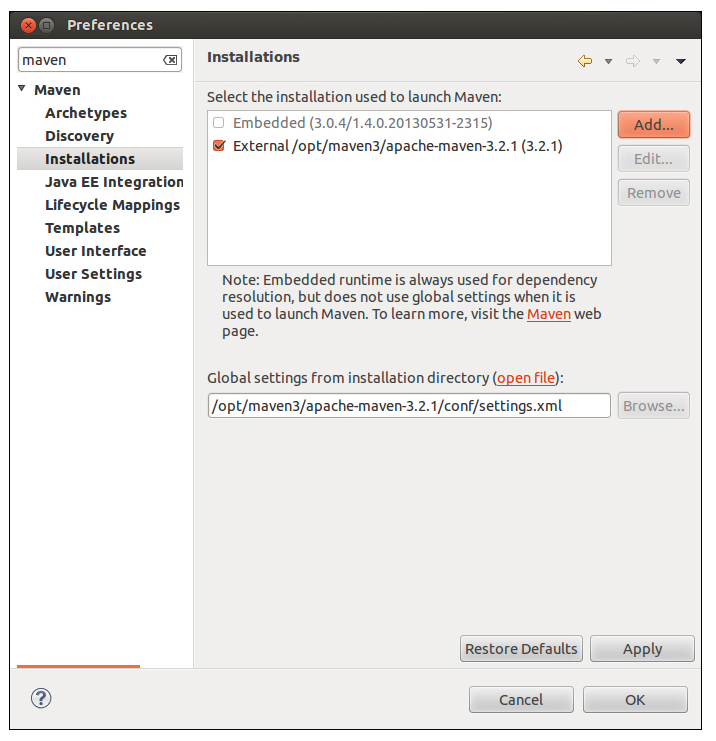 Preferences
maven
Maven
Archetypes
Discovery
Installations
Java EE Integration
Lifecycle Mappings
Templates
User Interface
User Settings
Warnings
Installations
Select the installation used to launch Maven:
Embedded (3.0.4/1.4.0.20130531-2315)
External /opt/maven3/apache-maven-3.2.1 (3.2.1)
Add...
Edit...
Remove
Note: Embedded runtime is always used for dependency
resolution, but does not use global settings when it is
used to launch Maven. To learn more, visit the Maven web
page.
Global settings from installation directory (open file):
/opt/maven3/apache-maven-3.2.1/conf/settings.xml
Browse...
Restore Defaults
Apply
?
Cancel
OK